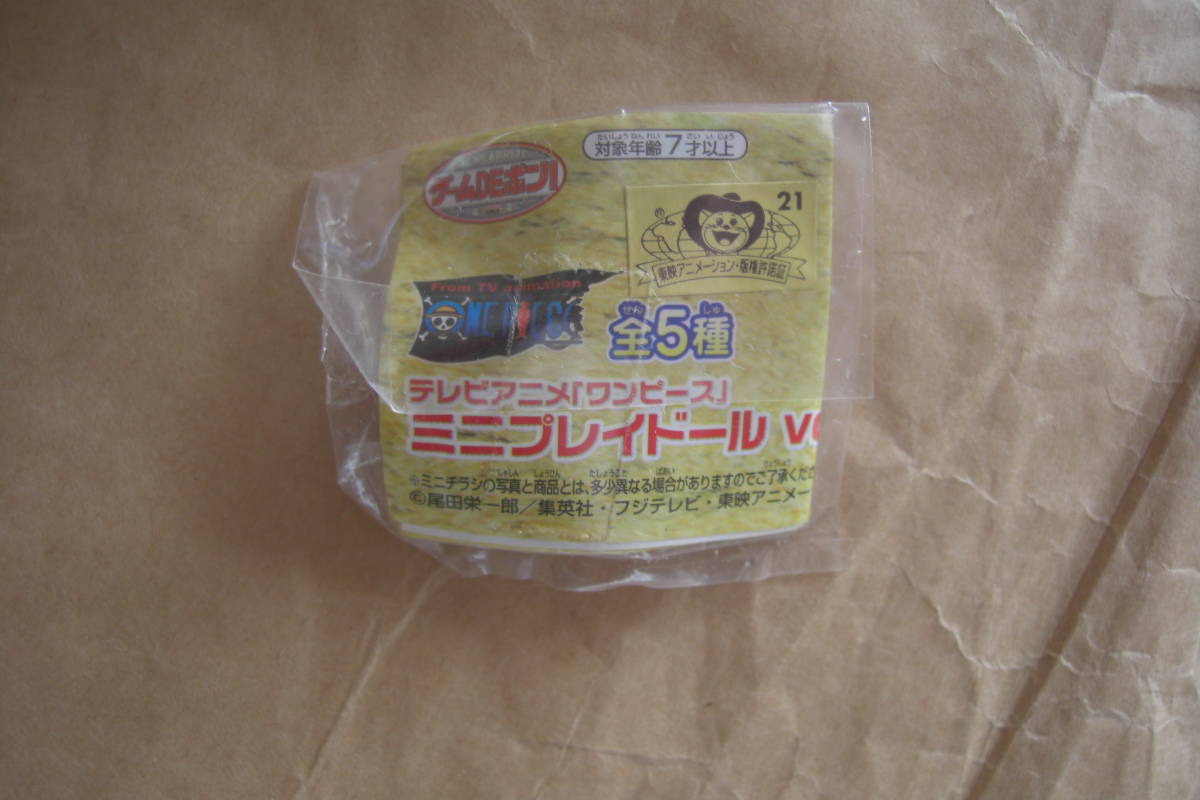 対象年齢7才以上
ゲームDEポン!
21
東映アニメーション・版権許諾証
From TV animation
ONE PIECE
全5種
テレビアニメ「ワンピース」
ミニプレイドール
※ミニチラシの写真と商品とは、多少異なる場合がありますのでご了承くださ
©尾田栄一郎/集英社・フジテレビ・東映アニメー